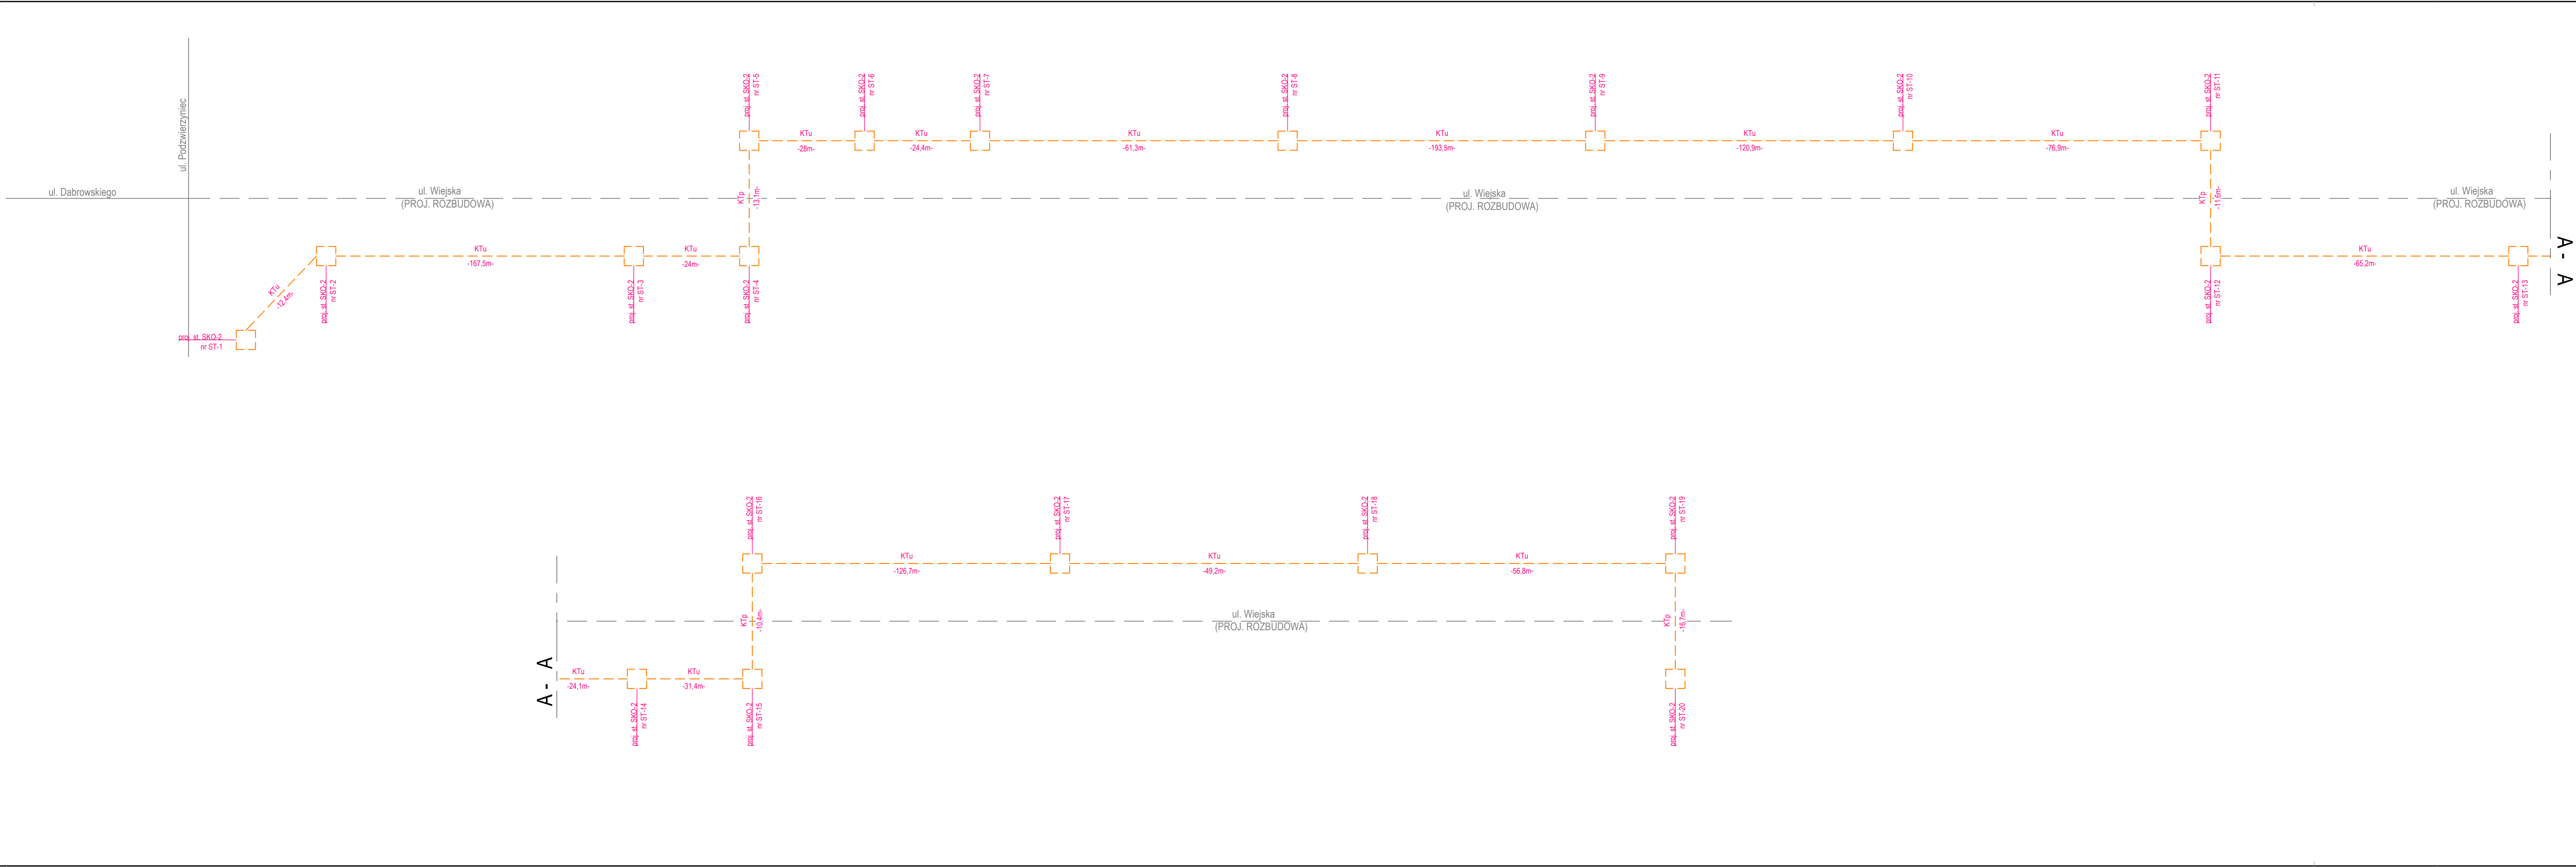 ul. Podzwierzyniec
ul. Dabrowskiego
ul. Wiejska
(PROJ. ROZBUDOWA)
ul. Wiejska
(PROJ. ROZBUDOWA)
ul. Wiejska
(PROJ. ROZBUDOWA)
proj. st. SKO-2
nr ST-5
proj. st. SKO-2
nr ST-6
proj. st. SKO-2
nr ST-7
proj. st. SKO-2
nr ST-8
proj. st. SKO-2
nr ST-9
proj. st. SKO-2
nr ST-10
proj. st. SKO-2
nr ST-11
KTu
-28m-
KTu
-24,4m-
KTu
-61,3m-
KTu
-193,5m-
KTu
-120,9m-
KTu
-76,9m-
KTp
-13,1m-
KTp
-11,6m-
KTu
-12,4m-
KTu
-167,5m-
KTu
-24m-
KTu
-65,2m-
proj. st. SKO-2
nr ST-1
proj. st. SKO-2
nr ST-2
proj. st. SKO-2
nr ST-3
proj. st. SKO-2
nr ST-4
proj. st. SKO-2
nr ST-12
proj. st. SKO-2
nr ST-13
A - A
proj. st. SKO-2
nr ST-16
proj. st. SKO-2
nr ST-17
proj. st. SKO-2
nr ST-18
proj. st. SKO-2
nr ST-19
KTu
-126,7m-
KTu
-49,2m-
KTu
-56,8m-
KTp
-10,4m-
ul. Wiejska
(PROJ. ROZBUDOWA)
KTp
-16,7m-
A - A
KTu
-24,1m-
KTu
-31,4m-
proj. st. SKO-2
nr ST-14
proj. st. SKO-2
nr ST-15
proj. st. SKO-2
nr ST-20